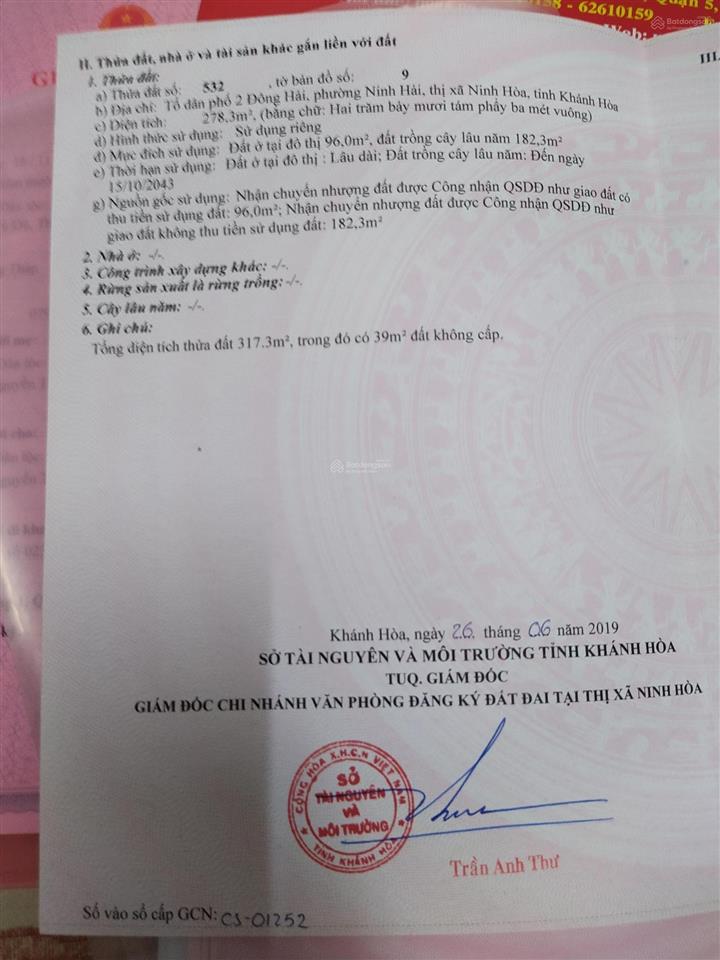 62610159
Quận 5,
Web:
III.
II. Thửa đất, nhà ở và tài sản khác gắn liền với đất
1. Thửa đất:
a) Thửa đất số: 532 , tờ bản đồ số: 9
b) Địa chỉ: Tổ dân phố 2 Đông Hải, phường Ninh Hải, thị xã Ninh Hòa, tỉnh Khánh Hòa
c) Diện tích: 278,3m², (bằng chữ: Hai trăm bảy mươi tám phẩy ba mét vuông)
d) Hình thức sử dụng: Sử dụng riêng
đ) Mục đích sử dụng: Đất ở tại đô thị 96,0m², đất trồng cây lâu năm 182,3m²
e) Thời hạn sử dụng: Đất ở tại đô thị : Lâu dài; Đất trồng cây lâu năm: Đến ngày
15/10/2043
g) Nguồn gốc sử dụng: Nhận chuyển nhượng đất được Công nhận QSDĐ như giao đất có
thu tiền sử dụng đất: 96,0m²; Nhận chuyển nhượng đất được Công nhận QSDĐ như
giao đất không thu tiền sử dụng đất: 182,3m²
2. Nhà ở: -/-.
3. Công trình xây dựng khác: -/-.
4. Rừng sản xuất là rừng trồng: -/-.
5. Cây lâu năm: -/-.
6. Ghi chú:
Tổng diện tích thửa đất 317.3m², trong đó có 39m² đất không cấp.
Batdongsan
Khánh Hòa, ngày 26. tháng 06 năm 2019
SỞ TÀI NGUYÊN VÀ MÔI TRƯỜNG TỈNH KHÁNH HÒA
TUQ. GIÁM ĐỐC
GIÁM ĐỐC CHI NHÁNH VĂN PHÒNG ĐĂNG KÝ ĐẤT ĐAI TẠI THỊ XÃ NINH HÒA
CỘNG HÒA X.H.C.N VIỆT NAM
SỞ
TÀI NGUYÊN
VÀ
MÔI TRƯỜNG
TỈNH KHÁNH HÒA
Trần Anh Thư
Số vào sổ cấp GCN: CS-01252